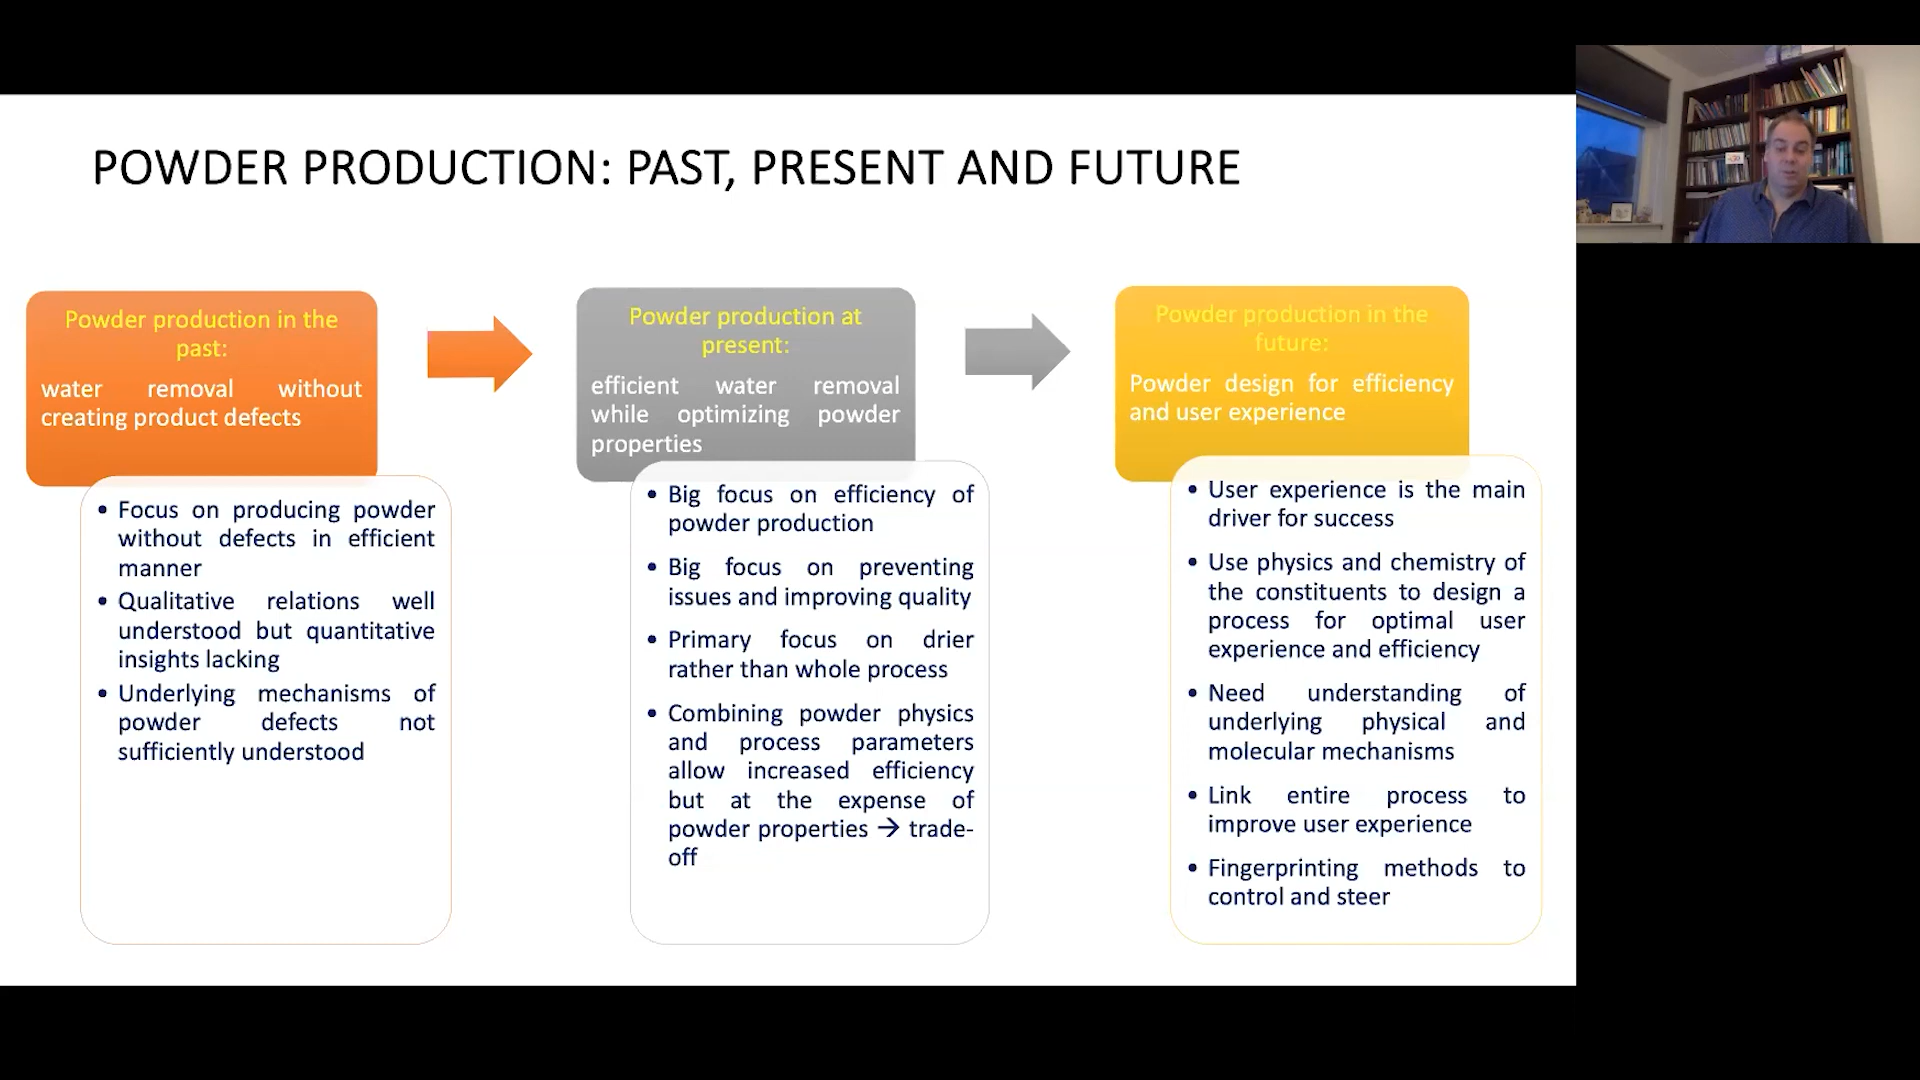 POWDER PRODUCTION: PAST, PRESENT AND FUTURE
Powder production in the
past:
water removal without
creating product defects
• Focus on producing powder
without defects in efficient
manner
• Qualitative relations well
understood but quantitative
insights lacking
• Underlying mechanisms of
powder defects not
sufficiently understood
Powder production at
present:
efficient water removal
while optimizing powder
properties
• Big focus on efficiency of
powder production
• Big focus on preventing
issues and improving quality
• Primary focus on drier
rather than whole process
• Combining powder physics
and process parameters
allow increased efficiency
but at the expense of
powder properties → trade-
off
Powder production in the
future:
Powder design for efficiency
and user experience
• User experience is the main
driver for success
• Use physics and chemistry of
the constituents to design a
process for optimal user
experience and efficiency
• Need understanding of
underlying physical and
molecular mechanisms
• Link entire process to
improve user experience
• Fingerprinting methods to
control and steer